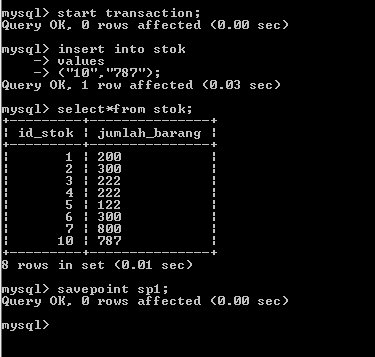 mysql> start transaction;
Query OK, 0 rows affected (0.00 sec)
mysql> insert into stok
-> values
-> ("10","787");
Query OK, 1 row affected (0.03 sec)
mysql> select*from stok;
+---------+---------------+
¦ id_stok ¦ jumlah_barang ¦
+---------+---------------+
¦       1 ¦ 200           ¦
¦       2 ¦ 300           ¦
¦       3 ¦ 222           ¦
¦       4 ¦ 222           ¦
¦       5 ¦ 122           ¦
¦       6 ¦ 300           ¦
¦       7 ¦ 800           ¦
¦      10 ¦ 787           ¦
+---------+---------------+
8 rows in set (0.01 sec)
mysql> savepoint sp1;
Query OK, 0 rows affected (0.00 sec)
mysql>